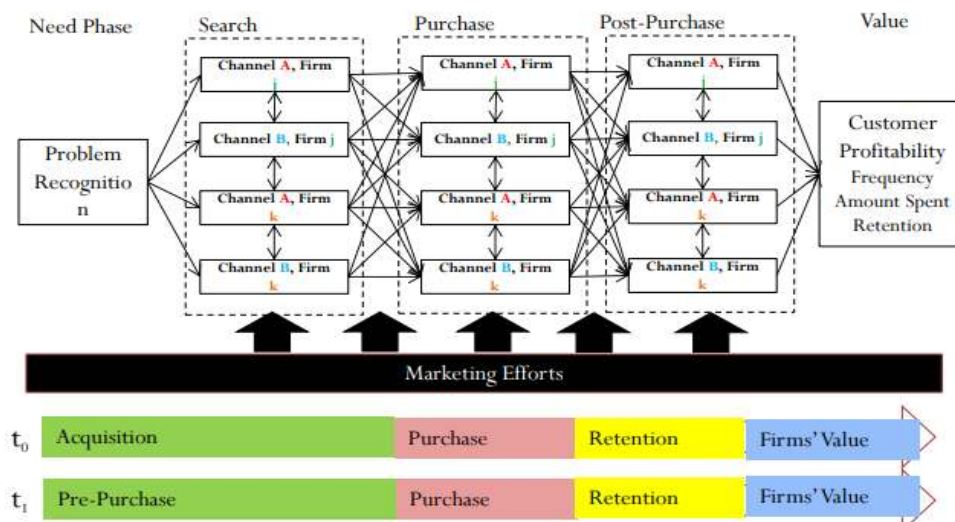 Need Phase
Search
Purchase
Post-Purchase
Value
Problem
Recognitio
n
Channel A, Firm
j
Channel B, Firm j
Channel A, Firm
k
Channel B, Firm
k
Channel A, Firm
j
Channel B, Firm j
Channel A, Firm
k
Channel B, Firm
k
Channel A, Firm
j
Channel B, Firm j
Channel A, Firm
k
Channel B, Firm
k
Customer
Profitability
Frequency
Amount Spent
Retention
Marketing Efforts
t0
Acquisition
Purchase
Retention
Firms' Value
t1
Pre-Purchase
Purchase
Retention
Firms' Value